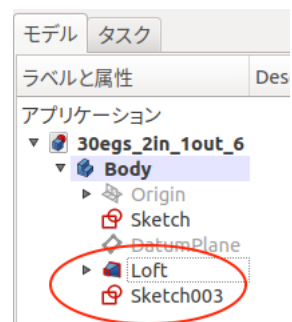 モデル タスク
ラベルと属性 Des
アプリケーション
30egs_2in_1out_6
Body
Origin
Sketch
DatumPlane
Loft
Sketch003